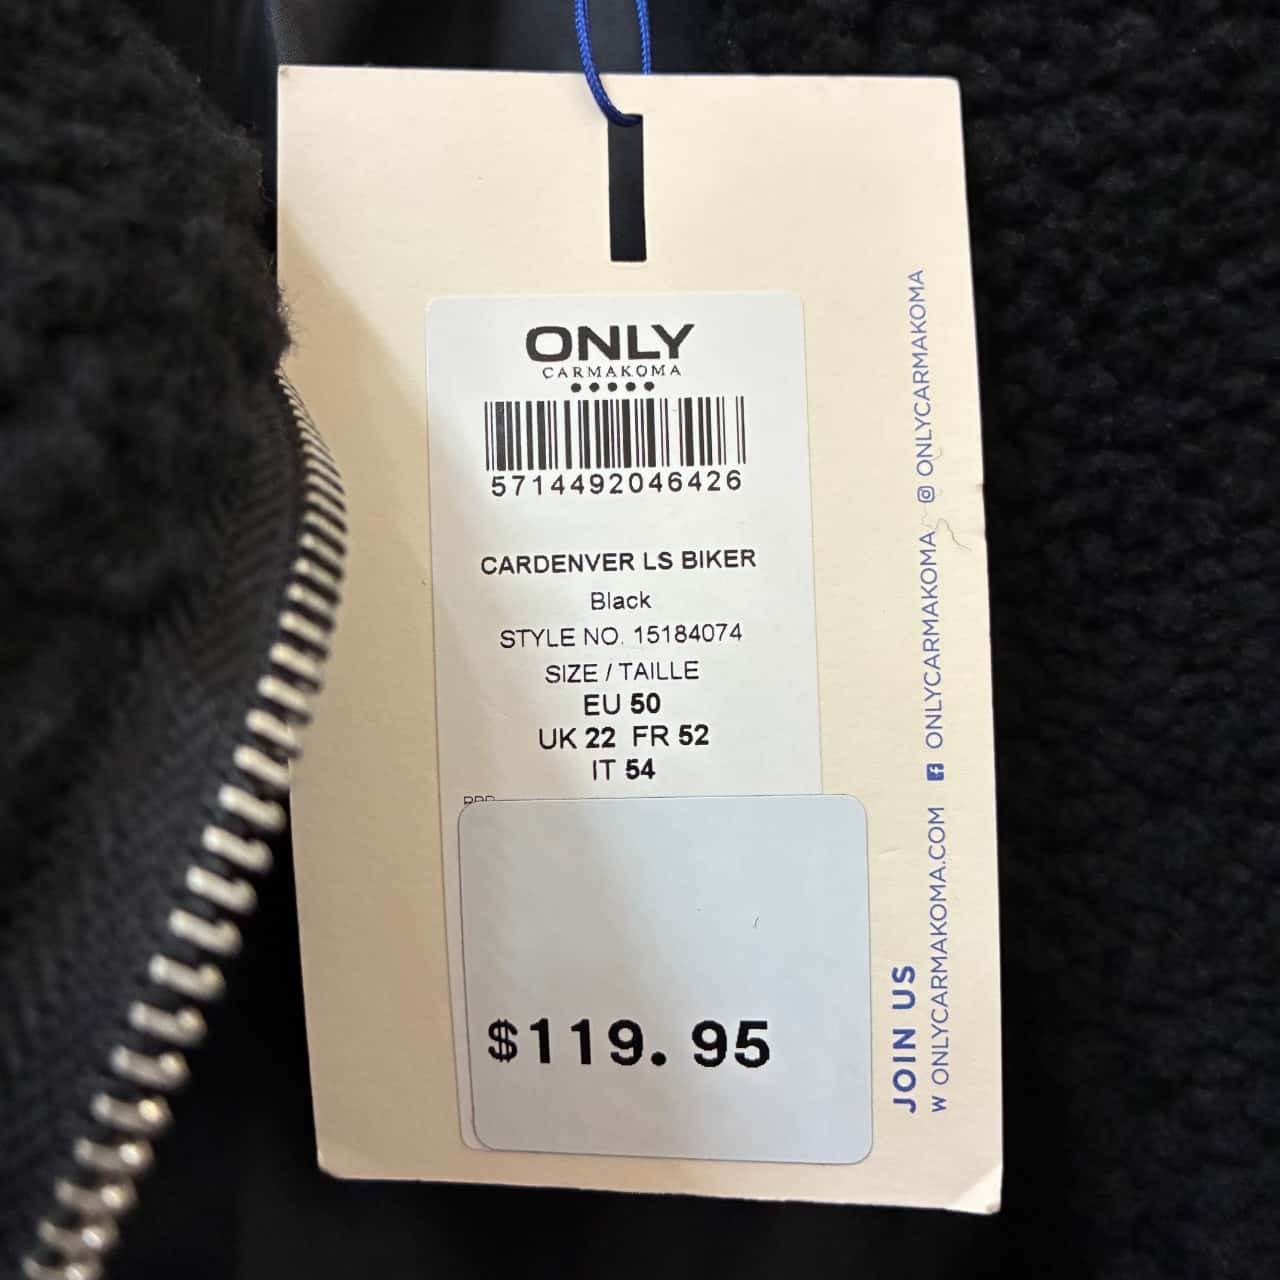 ONLY
CARMAKOMA
5714492046426
CARDENVER LS BIKER
Black
STYLE NO. 15184074
SIZE / TAILLE
EU 50
UK 22 FR 52
IT 54
$119.95
JOIN US
W ONLYCARMAKOMA.COM ONLYCARMAKOMA ONLYCARMAKOMA